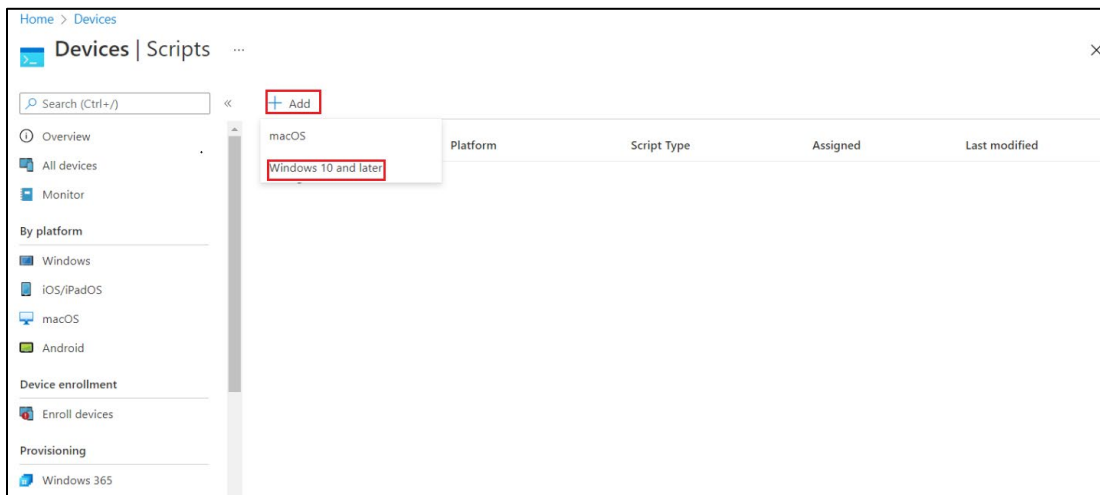 Home > Devices
Devices | Scripts ...
Search (Ctrl+/)
«
+ Add
Overview
All devices
Monitor
By platform
Windows
iOS/iPadOS
macOS
Android
Device enrollment
Enroll devices
Provisioning
Windows 365
macOS
Windows 10 and later
Platform Script Type Assigned Last modified